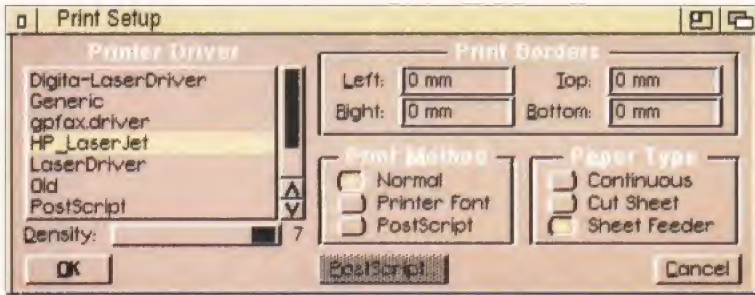 Print Setup
Printer Driver
Digita-LaserDriver
Generic
gpfax.driver
HP_LaserJet
LaserDriver
Old
PostScript
Density: 7
Print Borders
Left: 0 mm Top: 0 mm
Right: 0 mm Bottom: 0 mm
Print Method
Normal
Printer Font
PostScript
Paper Type
Continuous
Cut Sheet
Sheet Feeder
OK PostScript Cancel